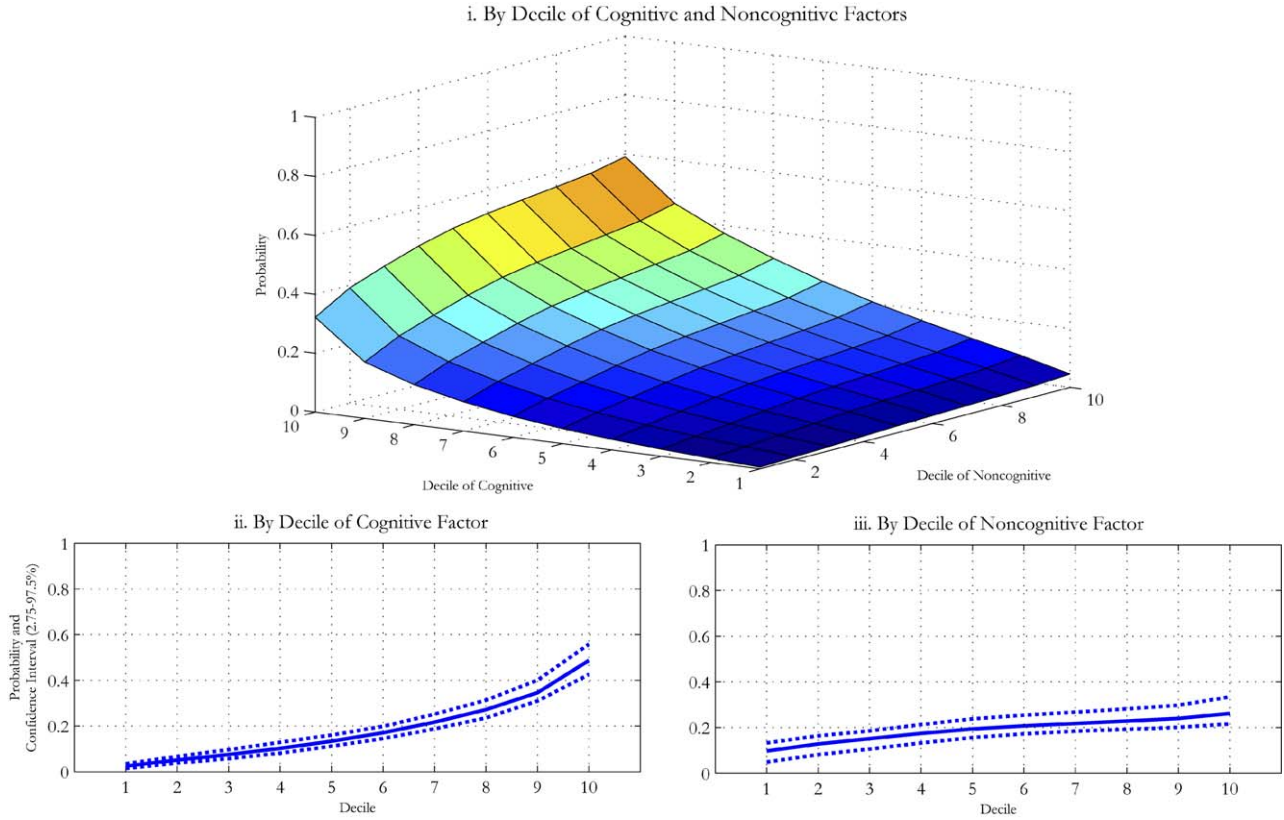 i. By Decile of Cognitive and Noncognitive Factors
1
0.8
0.6
0.4
0.2
0
Probability
10
9
8
7
6
5
4
3
2
1
Decile of Cognitive
2
4
6
8
10
Decile of Noncognitive
ii. By Decile of Cognitive Factor
Probability and
Confidence Interval (2.75-97.5%)
1
0.8
0.6
0.4
0.2
0
1 2 3 4 5 6 7 8 9 10
Decile
iii. By Decile of Noncognitive Factor
1
0.8
0.6
0.4
0.2
0
1 2 3 4 5 6 7 8 9 10
Decile